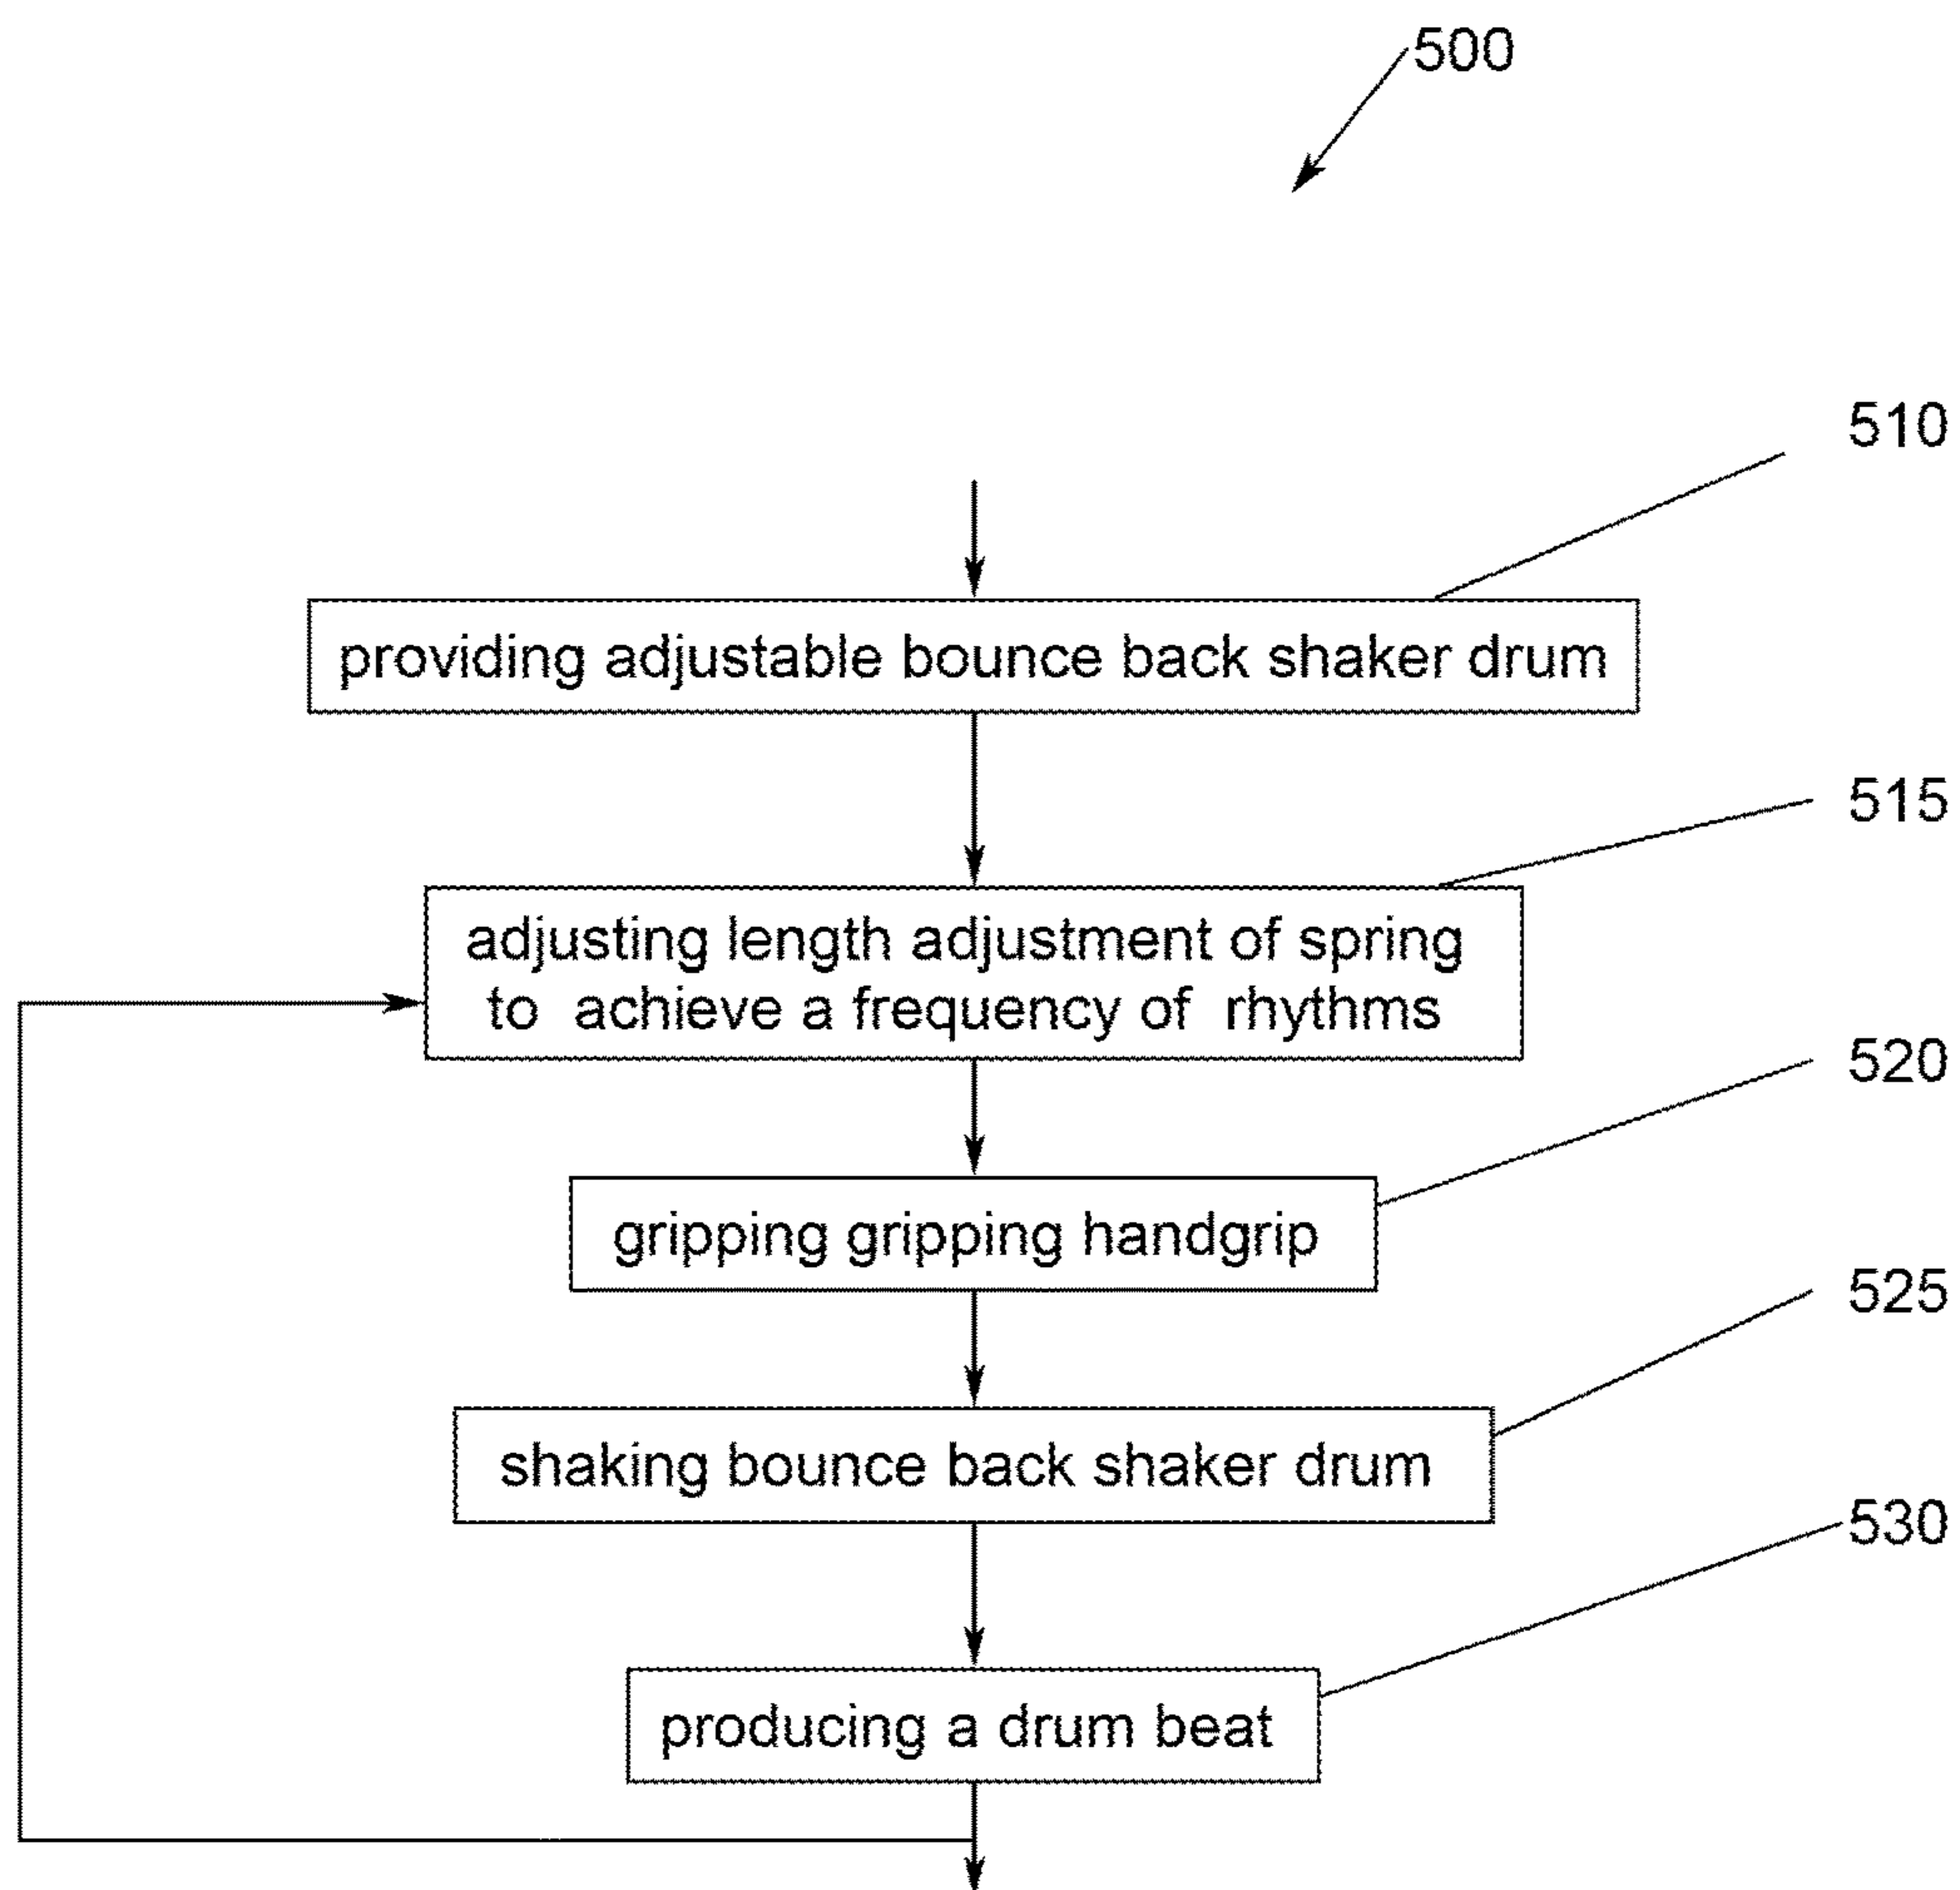 500
510
providing adjustable bounce back shaker drum
515
adjusting length adjustment of spring
to achieve a frequency of rhythms
520
gripping gripping handgrip
525
shaking bounce back shaker drum
530
producing a drum beat